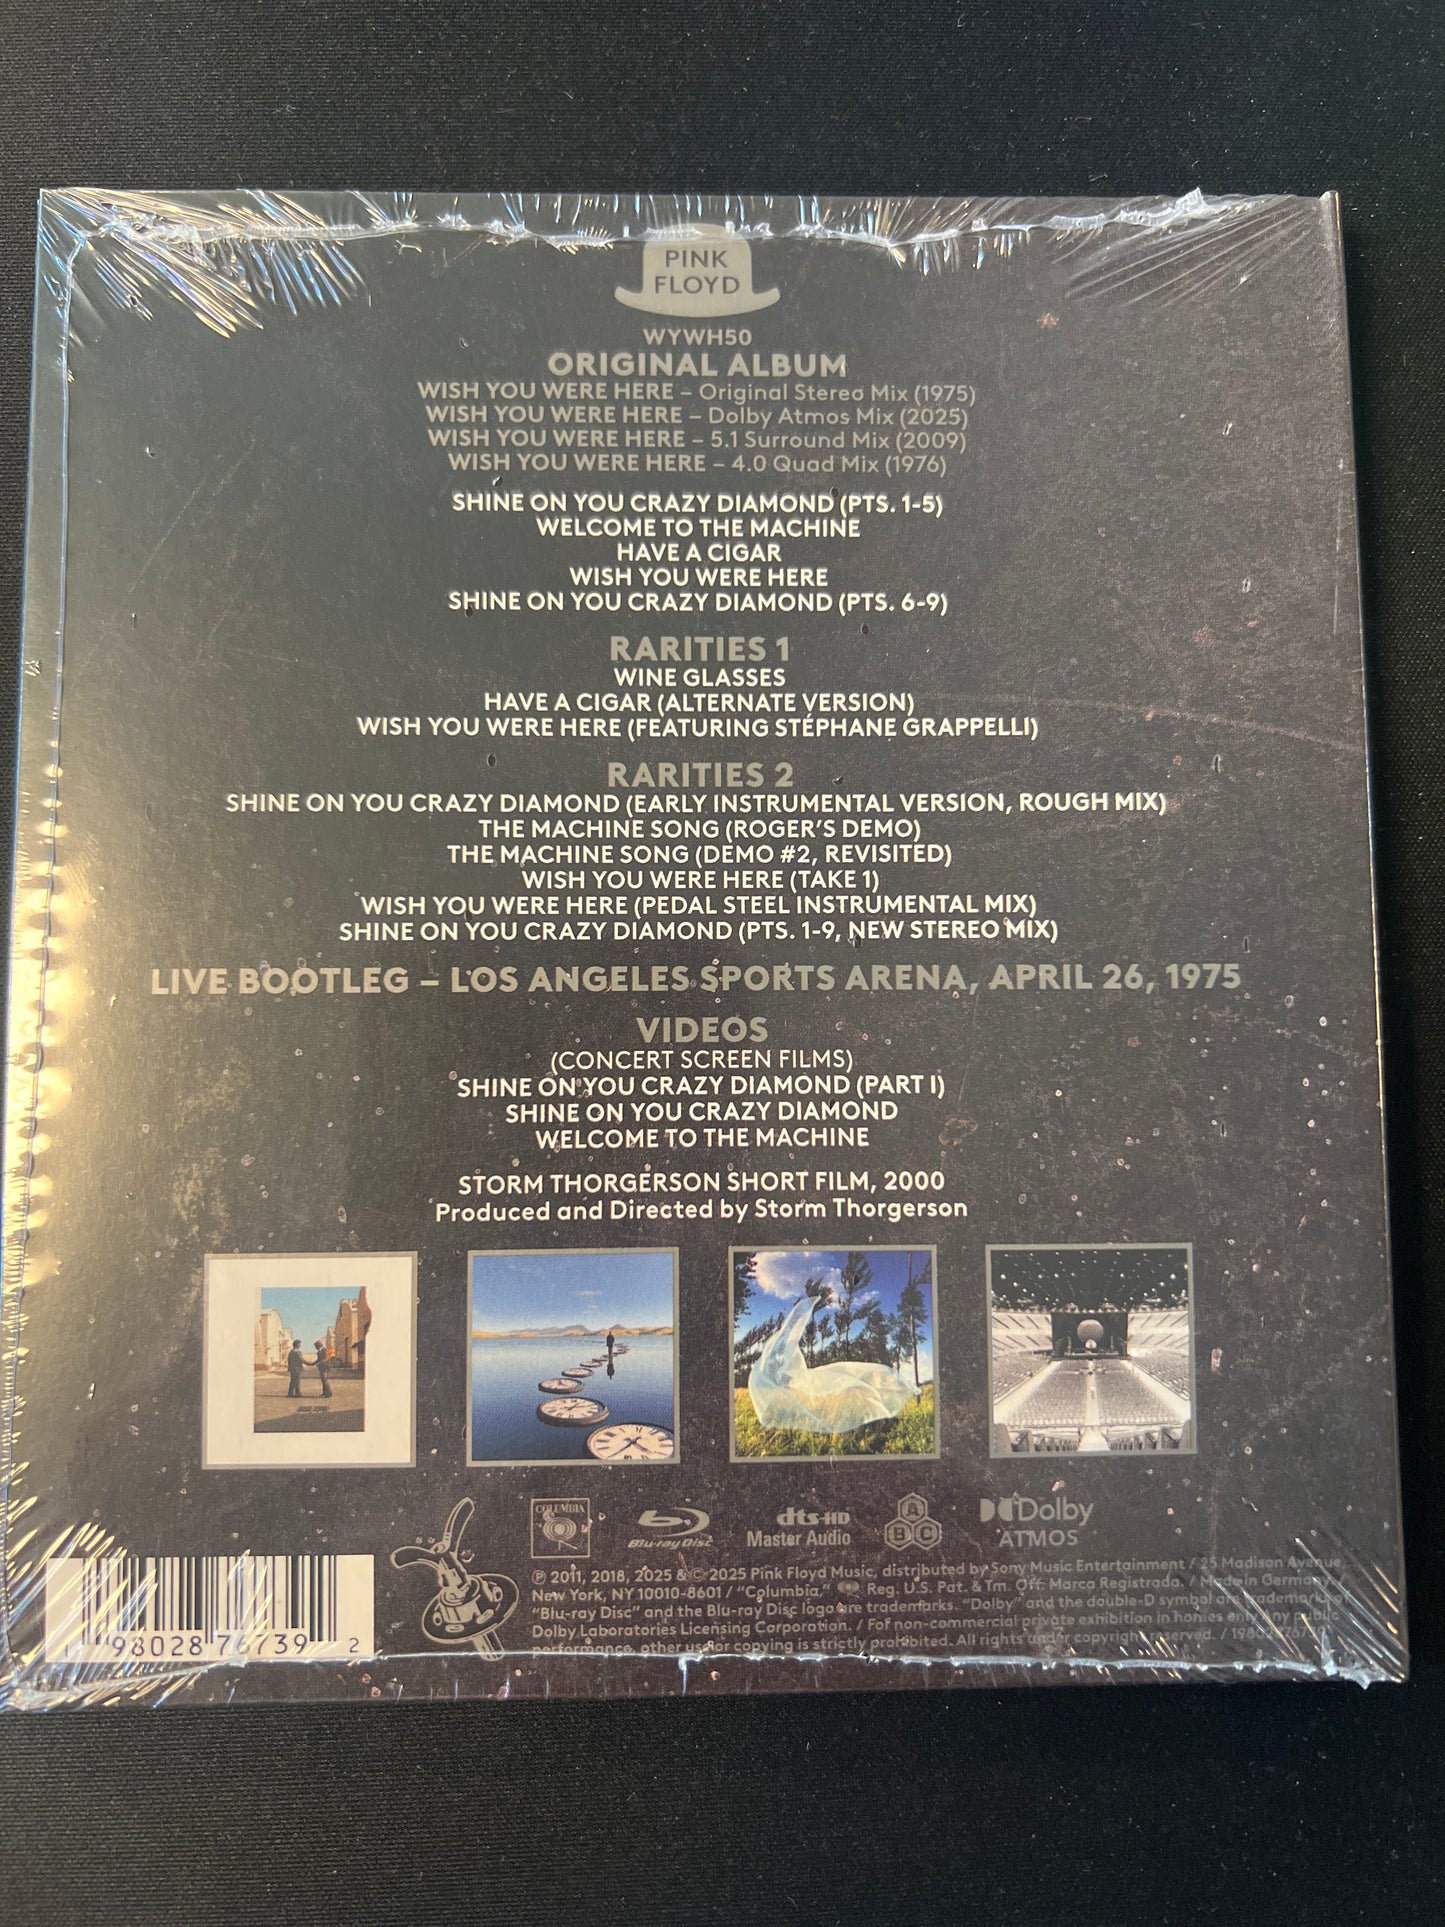 PINK
FLOYD
WYWH50
ORIGINAL ALBUM
WISH YOU WERE HERE – Original Stereo Mix (1975)
WISH YOU WERE HERE – Dolby Atmos Mix (2025)
WISH YOU WERE HERE – 5.1 Surround Mix (2009)
WISH YOU WERE HERE – 4.0 Quad Mix (1976)
SHINE ON YOU CRAZY DIAMOND (PTS. 1-5)
WELCOME TO THE MACHINE
HAVE A CIGAR
WISH YOU WERE HERE
SHINE ON YOU CRAZY DIAMOND (PTS. 6-9)
RARITIES 1
WINE GLASSES
HAVE A CIGAR (ALTERNATE VERSION)
WISH YOU WERE HERE (FEATURING STÉPHANE GRAPPELLI)
RARITIES 2
SHINE ON YOU CRAZY DIAMOND (EARLY INSTRUMENTAL VERSION, ROUGH MIX)
THE MACHINE SONG (ROGER'S DEMO)
THE MACHINE SONG (DEMO #2, REVISITED)
WISH YOU WERE HERE (TAKE 1)
WISH YOU WERE HERE (PEDAL STEEL INSTRUMENTAL MIX)
SHINE ON YOU CRAZY DIAMOND (PTS. 1-9, NEW STEREO MIX)
LIVE BOOTLEG – LOS ANGELES SPORTS ARENA, APRIL 26, 1975
VIDEOS
(CONCERT SCREEN FILMS)
SHINE ON YOU CRAZY DIAMOND (PART I)
SHINE ON YOU CRAZY DIAMOND
WELCOME TO THE MACHINE
STORM THORGERSON SHORT FILM, 2000
Produced and Directed by Storm Thorgerson
COLUMBIA
Blu-ray Disc
dts-HD
Master Audio
A
B C
Dolby
ATMOS
℗ 2011, 2018, 2025 & © 2025 Pink Floyd Music, distributed by Sony Music Entertainment / 25 Madison Avenue
New York, NY 10010-8601 / "Columbia," Reg. U.S. Pat. & Tm. Off. Marca Registrada. / Made in Germany. /
"Blu-ray Disc" and the Blu-ray Disc logo are trademarks. "Dolby" and the double-D symbol are trademarks of
Dolby Laboratories Licensing Corporation. / For non-commercial private exhibition in homes only. Any public
performance, other use or copying is strictly prohibited. All rights under copyright reserved. / 19802876739
1 98028 76739 2